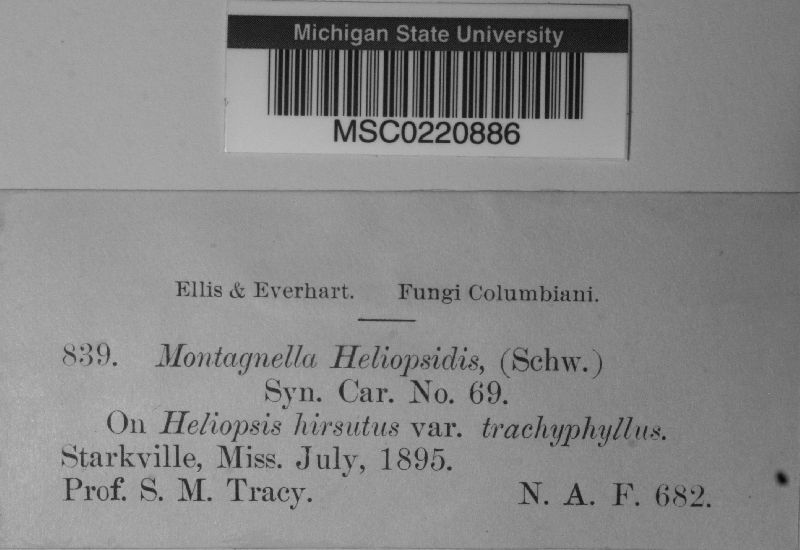 Michigan State University
MSC0220886
Ellis & Everhart. Fungi Columbiani.
839. Montagnella Heliopsidis, (Schw.)
Syn. Car. No. 69.
On Heliopsis hirsutus var. trachyphyllus.
Starkville, Miss. July, 1895.
Prof. S. M. Tracy. N. A. F. 682.